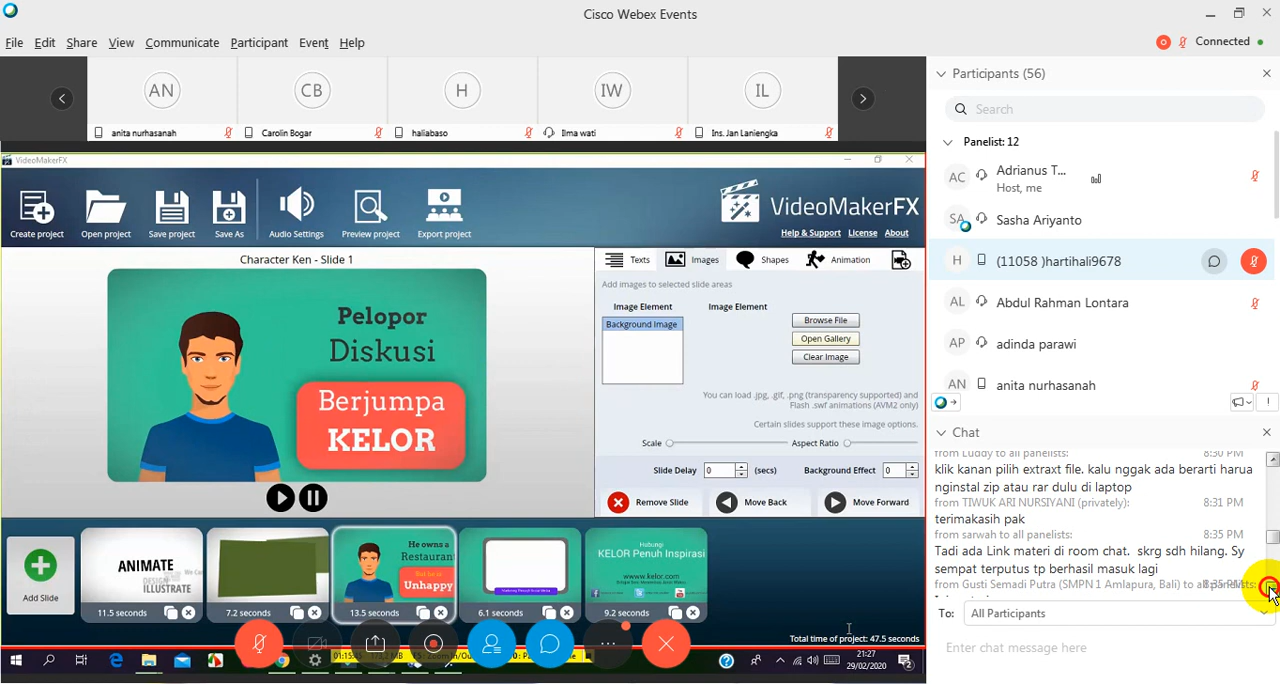 Cisco Webex Events
File Edit Share View Communicate Participant Event Help
Connected
AN
CB
H
IW
IL
anita nurhasanah
Carolin Bogar
haliabaso
Ilma wati
Ins. Jan Laniengka
VideoMakerFX
Create project
Open project
Save project
Save As
Audio Settings
Preview project
Export project
VideoMakerFX
Help & Support License About
Character Ken - Slide 1
Pelopor
Diskusi
Berjumpa
KELOR
Texts
Images
Shapes
Animation
Add images to selected slide areas
Image Element
Image Element
Background Image
Browse File
Open Gallery
Clear Image
You can load .jpg, .gif, .png (transparency supported) and
Flash .swf animations (AVM2 only)
Certain slides support these image options.
Scale
Aspect Ratio
Slide Delay 0 (secs)
Background Effect 0
Remove Slide
Move Back
Move Forward
Add Slide
ANIMATE
DESIGN
ILLUSTRATE
11.5 seconds
7.2 seconds
He owns a
Restaurant
Unhappy
13.5 seconds
6.1 seconds
Hubungi
KELOR Penuh Inspirasi
9.2 seconds
Total time of project: 47.5 seconds
21:27
29/02/2020
2
Participants (56)
Search
Panelist: 12
AC
Adrianus T...
Host, me
SA
Sasha Ariyanto
H
(11058 )hartihali9678
AL
Abdul Rahman Lontara
AP
adinda parawi
AN
anita nurhasanah
Chat
from Luddy to all panelists: 8:30 PM
klik kanan pilih extraxt file. kalu nggak ada berarti harua
nginstal zip atau rar dulu di laptop
from TIWUK ARI NURSIYANI (privately): 8:31 PM
terimakasih pak
from sarwah to all panelists: 8:35 PM
Tadi ada Link materi di room chat. skrg sdh hilang. Sy
sempat terputus tp berhasil masuk lagi
from Gusti Semadi Putra (SMPN 1 Amlapura, Bali) to all panelists: 8:35 PM
To: All Participants
Enter chat message here